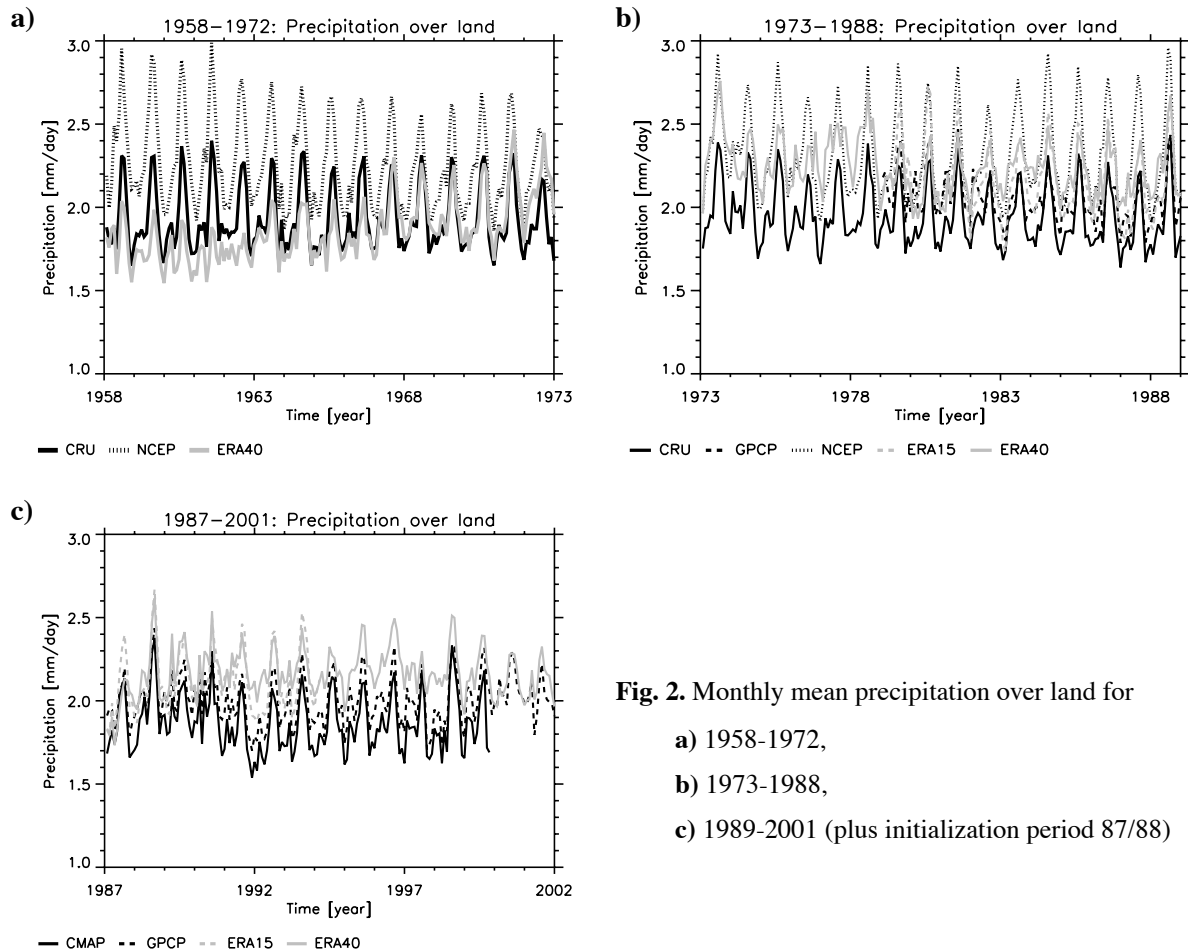 a)
1958−1972: Precipitation over land
Precipitation [mm/day]
3.0
2.5
2.0
1.5
1.0
1958 1963 1968 1973
Time [year]
CRU NCEP ERA40
b)
1973−1988: Precipitation over land
Precipitation [mm/day]
3.0
2.5
2.0
1.5
1.0
1973 1978 1983 1988
Time [year]
CRU GPCP NCEP ERA15 ERA40
c)
1987−2001: Precipitation over land
Precipitation [mm/day]
3.0
2.5
2.0
1.5
1.0
1987 1992 1997 2002
Time [year]
CMAP GPCP ERA15 ERA40
Fig. 2. Monthly mean precipitation over land for
a) 1958-1972,
b) 1973-1988,
c) 1989-2001 (plus initialization period 87/88)